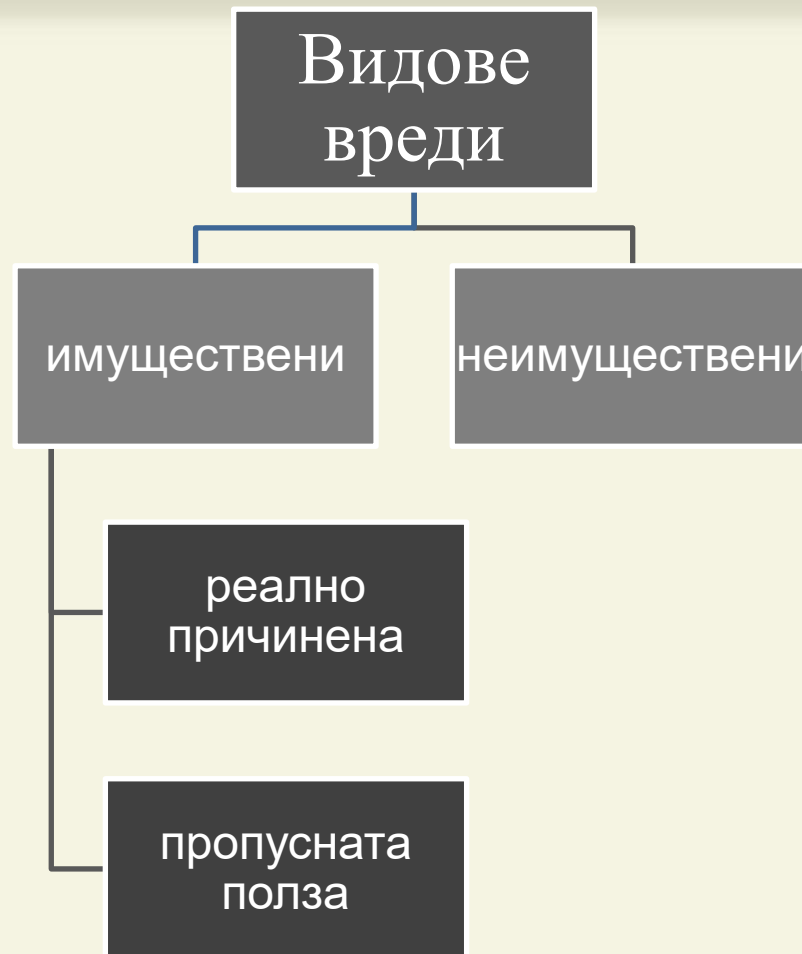 Видове
вреди
имуществени
неимуществени
реално
причинена
пропусната
полза